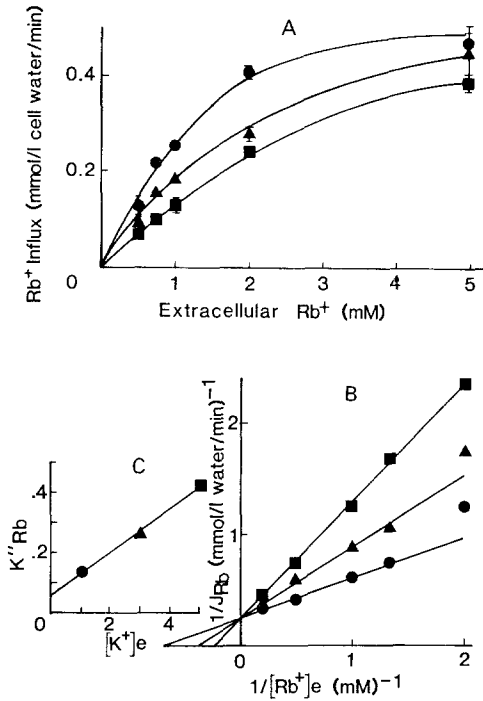 A
Rb⁺ Influx (mmol/l cell water/min)
0.4
0.2
0
1
2
3
4
5
Extracellular Rb⁺ (mM)
B
1/JRb (mmol/l water/min)⁻¹
2
1
0
1
2
1/[Rb⁺]e (mM)⁻¹
C
K''Rb
.4
.2
0
5
[K⁺]e